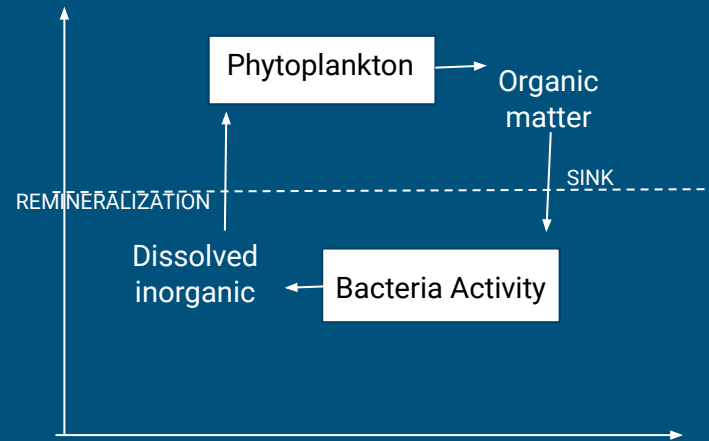 Phytoplankton
Organic
matter
SINK
REMINERALIZATION
Dissolved
inorganic
Bacteria Activity